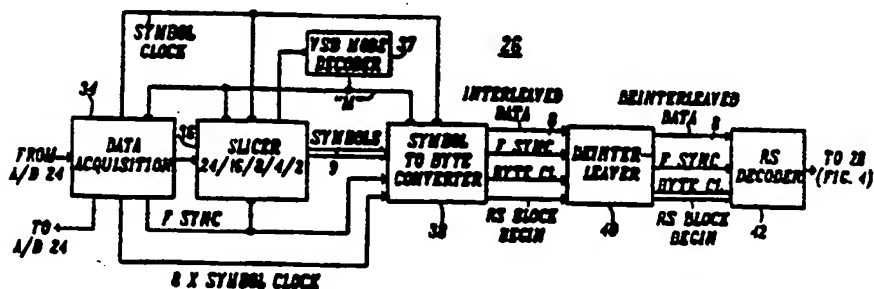 SYMBOL
CLOCK
VSB MODE
DECODER
37
26
34
M
INTERLEAVED
DATA
DEINTERLEAVED
DATA
8
8
36
FROM
A/D 24
DATA
ACQUISITION
SLICER
24/16/8/4/2
SYMBOLS
9
SYMBOL
TO BYTE
CONVERTER
F SYNC
BYTE CL.
RS BLOCK
BEGIN
DEINTER
LEAVER
F SYNC
BYTE CL.
RS BLOCK
BEGIN
RS
DECODER
TO 28
(FIG. 4)
TO
A/D 24
F SYNC
38
40
42
8 X SYMBOL CLOCK